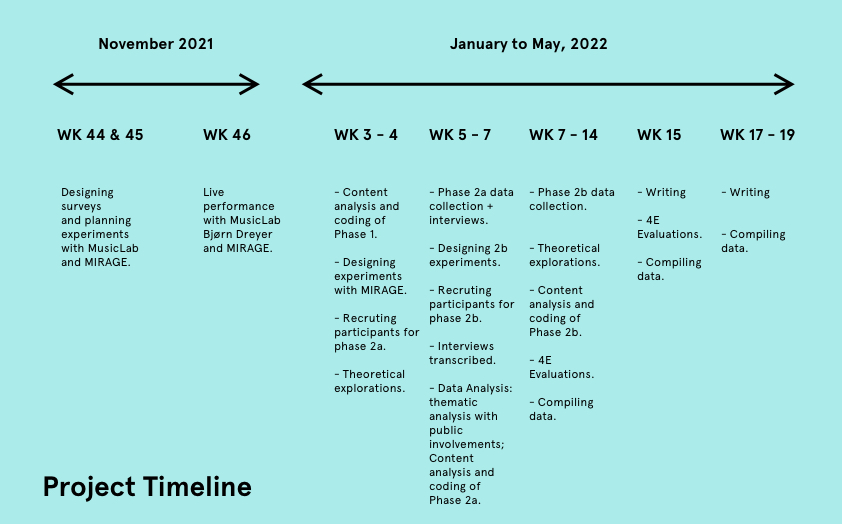 November 2021
January to May, 2022
WK 44 & 45
WK 46
WK 3 - 4
WK 5 - 7
WK 7 - 14
WK 15
WK 17 - 19
Designing
surveys
and planning
experiments
with MusicLab
and MIRAGE.
Live
performance
with MusicLab
Bjørn Dreyer
and MIRAGE.
- Content
analysis and
coding of
Phase 1.
- Designing
experiments
with MIRAGE.
- Recruting
participants for
phase 2a.
- Theoretical
explorations.
- Phase 2a data
collection +
interviews.
- Designing 2b
experiments.
- Recruting
participants for
phase 2b.
- Interviews
transcribed.
- Data Analysis:
thematic
analysis with
public
involvements;
Content
analysis and
coding of
Phase 2a.
- Phase 2b data
collection.
- Theoretical
explorations.
- Content
analysis and
coding of
Phase 2b.
- 4E
Evaluations.
- Compiling
data.
- Writing
- 4E
Evaluations.
- Compiling
data.
- Writing
- Compiling
data.
Project Timeline